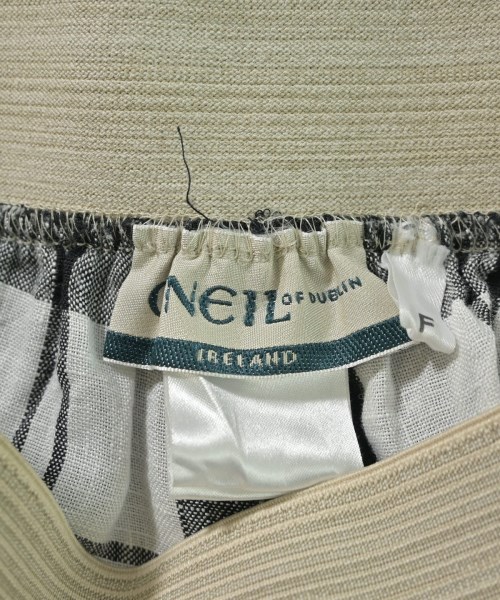 O'NEIL OF DUBLIN
IRELAND
F